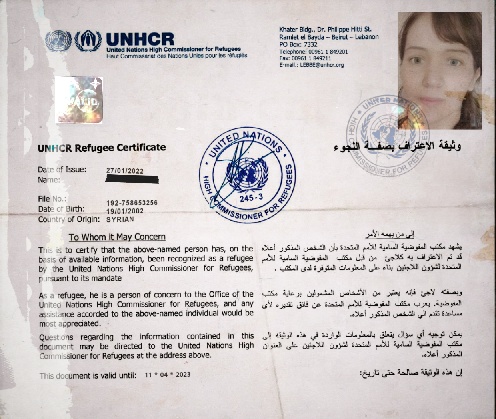 UNHCR
United Nations High Commissioner for Refugees
Haut Commissariat des Nations Unies pour les réfugiés
Khater Bldg., Dr. Philippe Hitti St.
Ramlet el Bayda – Beirut – Lebanon
PO Box: 7332
Telephone: 00961 1 849201
Fax: 00961 1 849211
E-mail: LEBBE@unhcr.org
VALID
UNHCR Refugee Certificate
وثيقة الاعتراف بصفة اللجوء
UNITED NATIONS
HIGH COMMISSIONER FOR REFUGEES
245-3
Date of Issue: 27/01/2022
Name:
File No.: 192-758653256
Date of Birth: 19/01/2002
Country of Origin: SYRIAN
To Whom it May Concern
This is to certify that the above-named person has, on
the basis of available information, been recognized as a refugee
by the United Nations High Commissioner for Refugees,
pursuant to its mandate
As a refugee, he is a person of concern to the Office of the
United Nations High Commissioner for Refugees, and any
assistance accorded to the above-named individual would be
most appreciated.
Questions regarding the information contained in this
document may be directed to the United Nations High
Commissioner for Refugees at the address above.
This document is valid until: 11 * 04 * 2023
إلى من يهمه الأمر
يشهد مكتب المفوضية السامية للأمم المتحدة بأن الشخص المذكور أعلاه
قد تم الاعتراف به كلاجئ من قبل مكتب المفوضية السامية للأمم
المتحدة لشؤون اللاجئين بناء على المعلومات المتوفرة لدى المكتب .
وبصفته لاجئ فإنه يعتبر من الأشخاص المشمولين برعاية مكتب
المفوضية. يعرب مكتب المفوضية للأمم المتحدة عن فائق تقديره لأي
مساعدة تقدم الى الشخص المذكور أعلاه.
يمكن توجيه أي سؤال يتعلق بالمعلومات الواردة في هذه الوثيقة الى
مكتب المفوضية السامية للأمم المتحدة لشؤون اللاجئين على العنوان
المذكور أعلاه.
إن هذه الوثيقة صالحة حتى تاريخ: